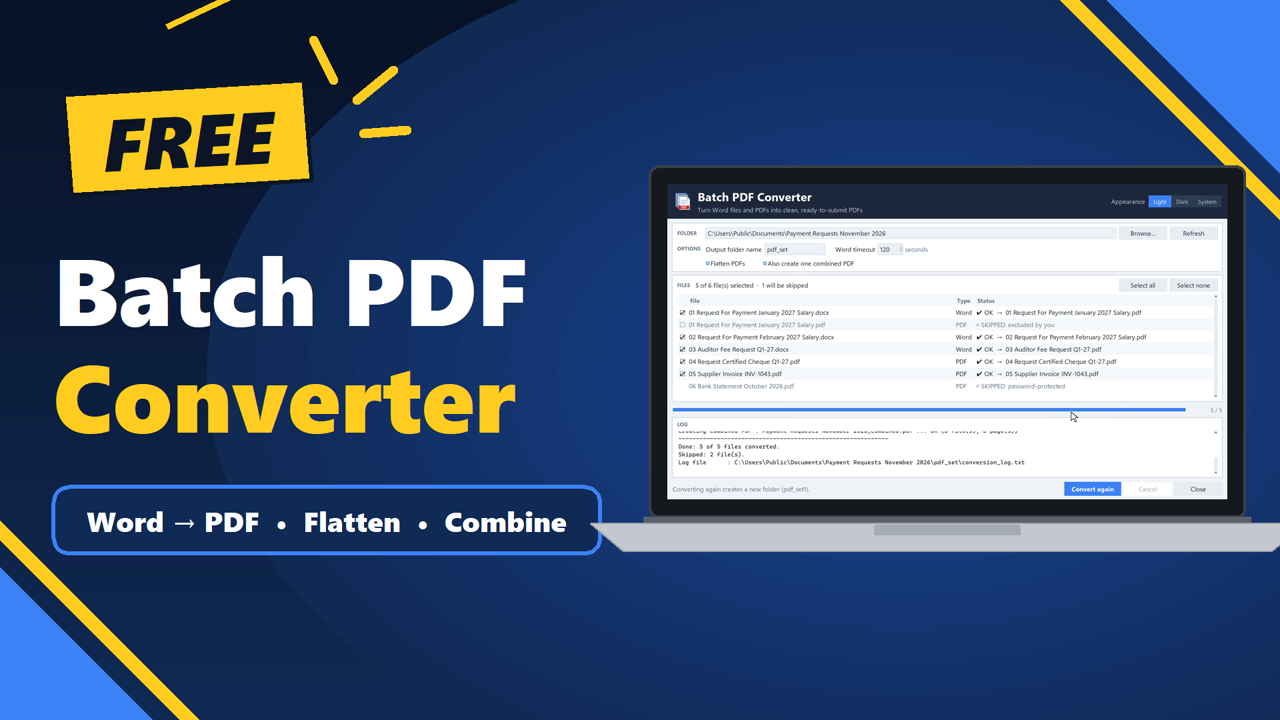 FREE
Batch PDF
Converter
Word → PDF • Flatten • Combine
Batch PDF Converter
Turn Word files and PDFs into clean, ready-to-submit PDFs
Appearance Light Dark System
FOLDER C:\Users\Public\Documents\Payment Requests November 2026 Browse... Refresh
OPTIONS Output folder name pdf_set Word timeout 120 seconds
Flatten PDFs Also create one combined PDF
FILES 5 of 6 file(s) selected · 1 will be skipped Select all Select none
File Type Status
01 Request For Payment January 2027 Salary.docx Word ✔ OK → 01 Request For Payment January 2027 Salary.pdf
01 Request For Payment January 2027 Salary.pdf PDF SKIPPED: excluded by you
02 Request For Payment February 2027 Salary.docx Word ✔ OK → 02 Request For Payment February 2027 Salary.pdf
03 Auditor Fee Request Q1-27.docx Word ✔ OK → 03 Auditor Fee Request Q1-27.pdf
04 Request Certified Cheque Q1-27.pdf PDF ✔ OK → 04 Request Certified Cheque Q1-27.pdf
05 Supplier Invoice INV-1043.pdf PDF ✔ OK → 05 Supplier Invoice INV-1043.pdf
06 Bank Statement October 2026.pdf PDF SKIPPED: password-protected
5 / 5
LOG
Done: 5 of 5 files converted.
Skipped: 2 file(s).
Log file : C:\Users\Public\Documents\Payment Requests November 2026\pdf_set\conversion_log.txt
Converting again creates a new folder (pdf_set1). Convert again Cancel Close